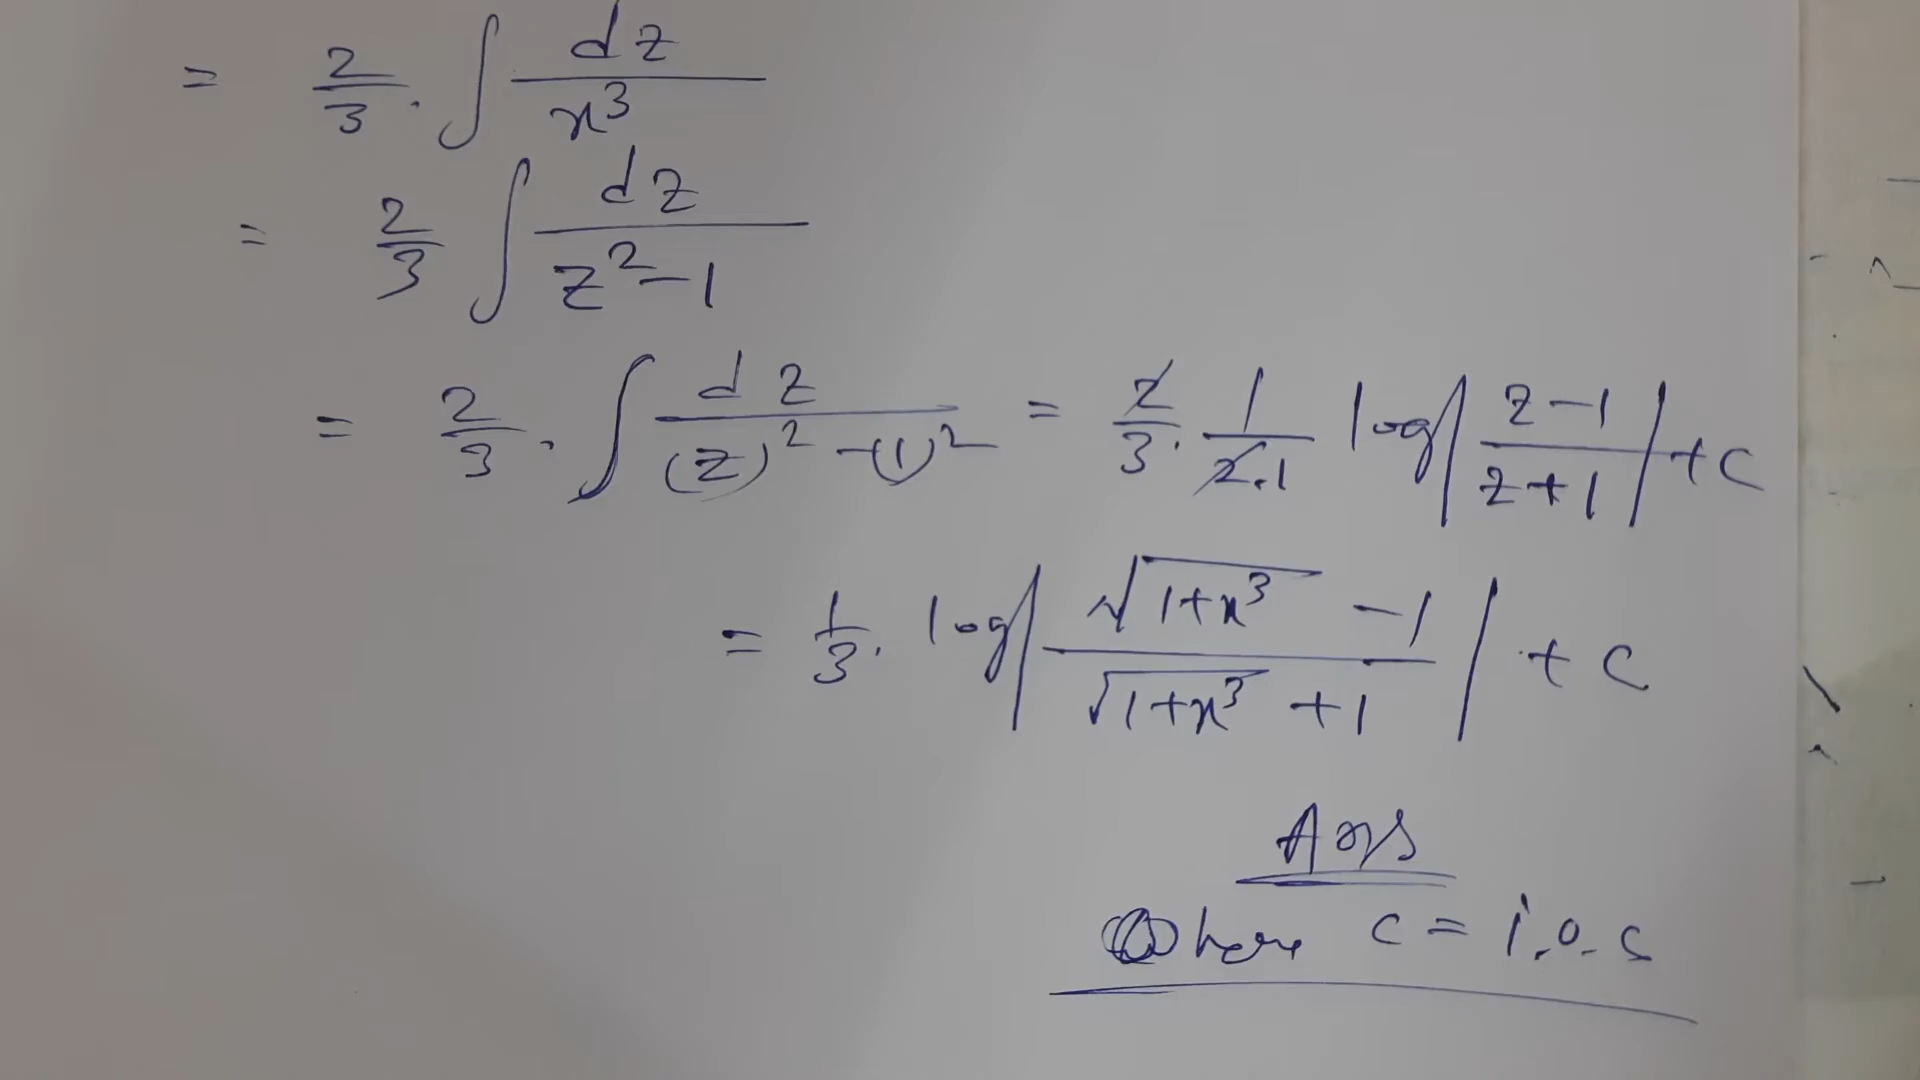 = 2/3 . ∫ dz/x³
= 2/3 ∫ dz/(z²-1)
= 2/3 . ∫ dz/((z)²-(1)²) = 2/3 . 1/2.1 log|(z-1)/(z+1)| + c
= 1/3 . log|(√(1+x³) - 1)/(√(1+x³) + 1)| + c
Ans
here c = i.o.c